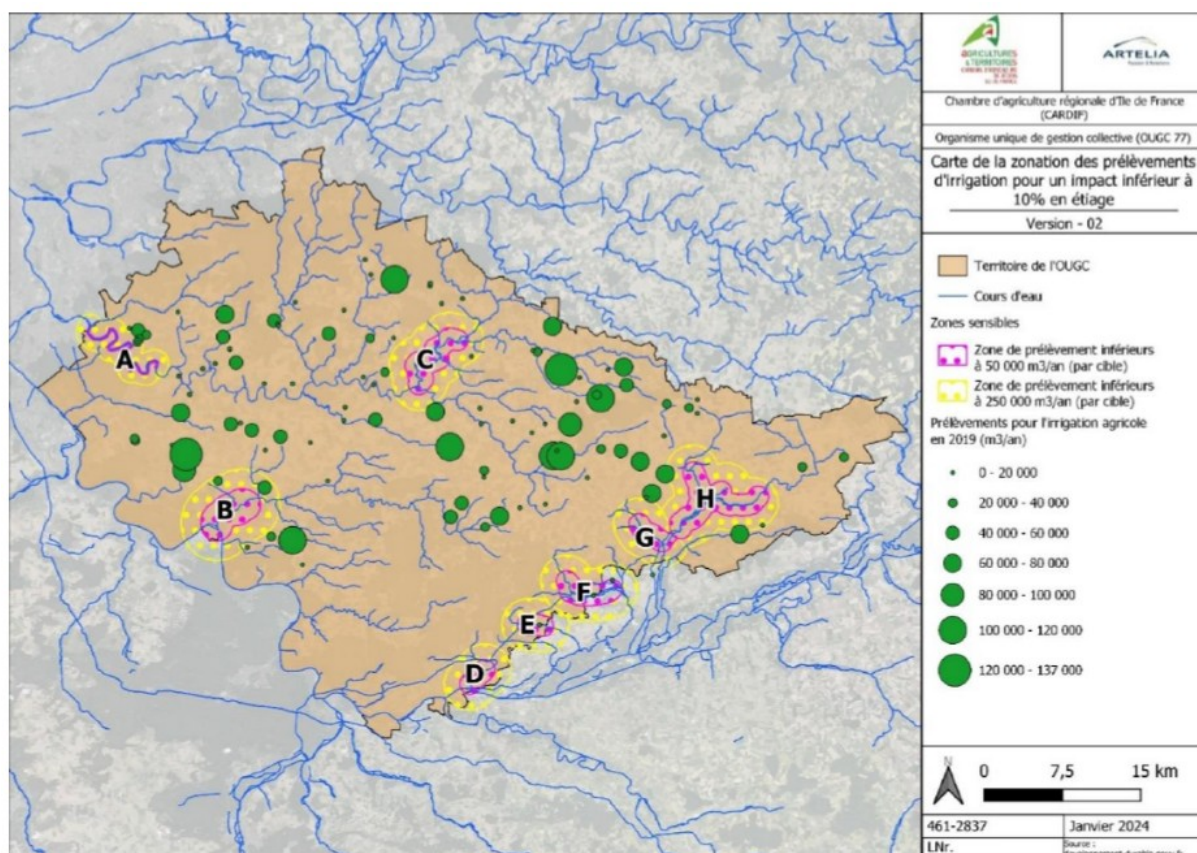 A
B
C
D
E
F
G
H
AGRICULTURES
& TERRITOIRES
ARTELIA
Chambre d'agriculture régionale d'Ile de France
(CARDIF)
Organisme unique de gestion collective (OUGC 77)
Carte de la zonation des prélèvements
d'irrigation pour un impact inférieur à
10% en étiage
Version - 02
Territoire de l'OUGC
Cours d'eau
Zones sensibles
Zone de prélèvement inférieurs
à 50 000 m3/an (par cible)
Zone de prélèvement inférieurs
à 250 000 m3/an (par cible)
Prélèvements pour l'irrigation agricole
en 2019 (m3/an)
0 - 20 000
20 000 - 40 000
40 000 - 60 000
60 000 - 80 000
80 000 - 100 000
100 000 - 120 000
120 000 - 137 000
N
0 7,5 15 km
461-2837 Janvier 2024
LNr. Source :